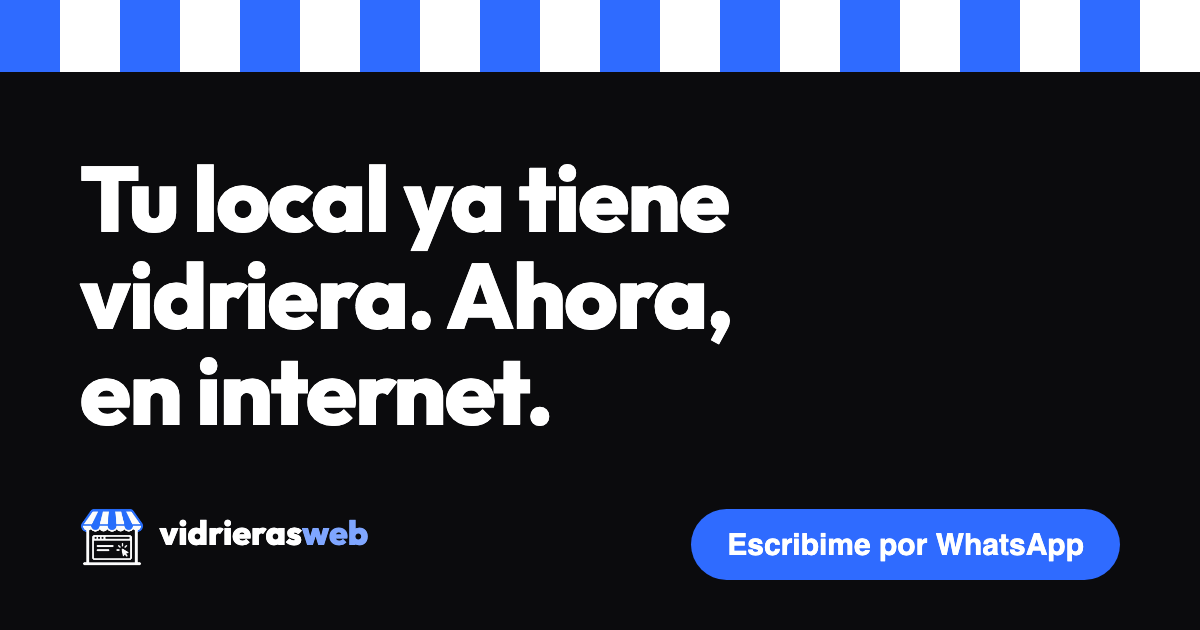 Tu local ya tiene
vidriera. Ahora,
en internet.
vidrierasweb
Escribime por WhatsApp